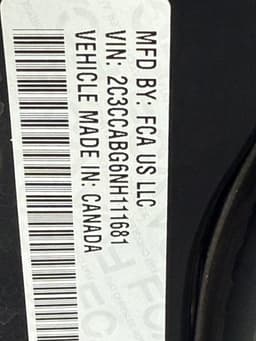 MFD BY: FCA US LLC
VIN: 2C3CCABG6NH111681
VEHICLE MADE IN: CANADA